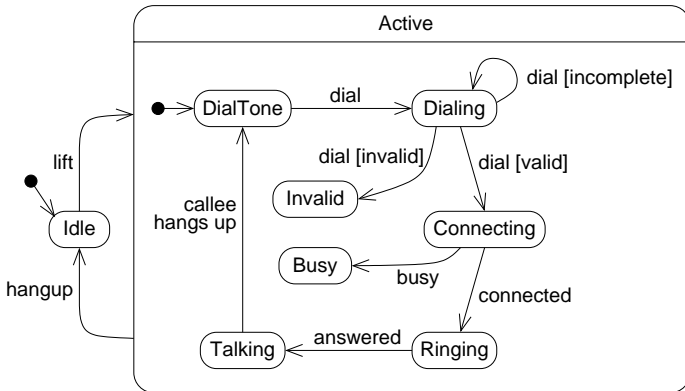 Active
dial [incomplete]
DialTone
dial
Dialing
lift
dial [invalid]
dial [valid]
Invalid
callee
hangs up
Idle
Connecting
Busy
busy
hangup
connected
Talking
answered
Ringing